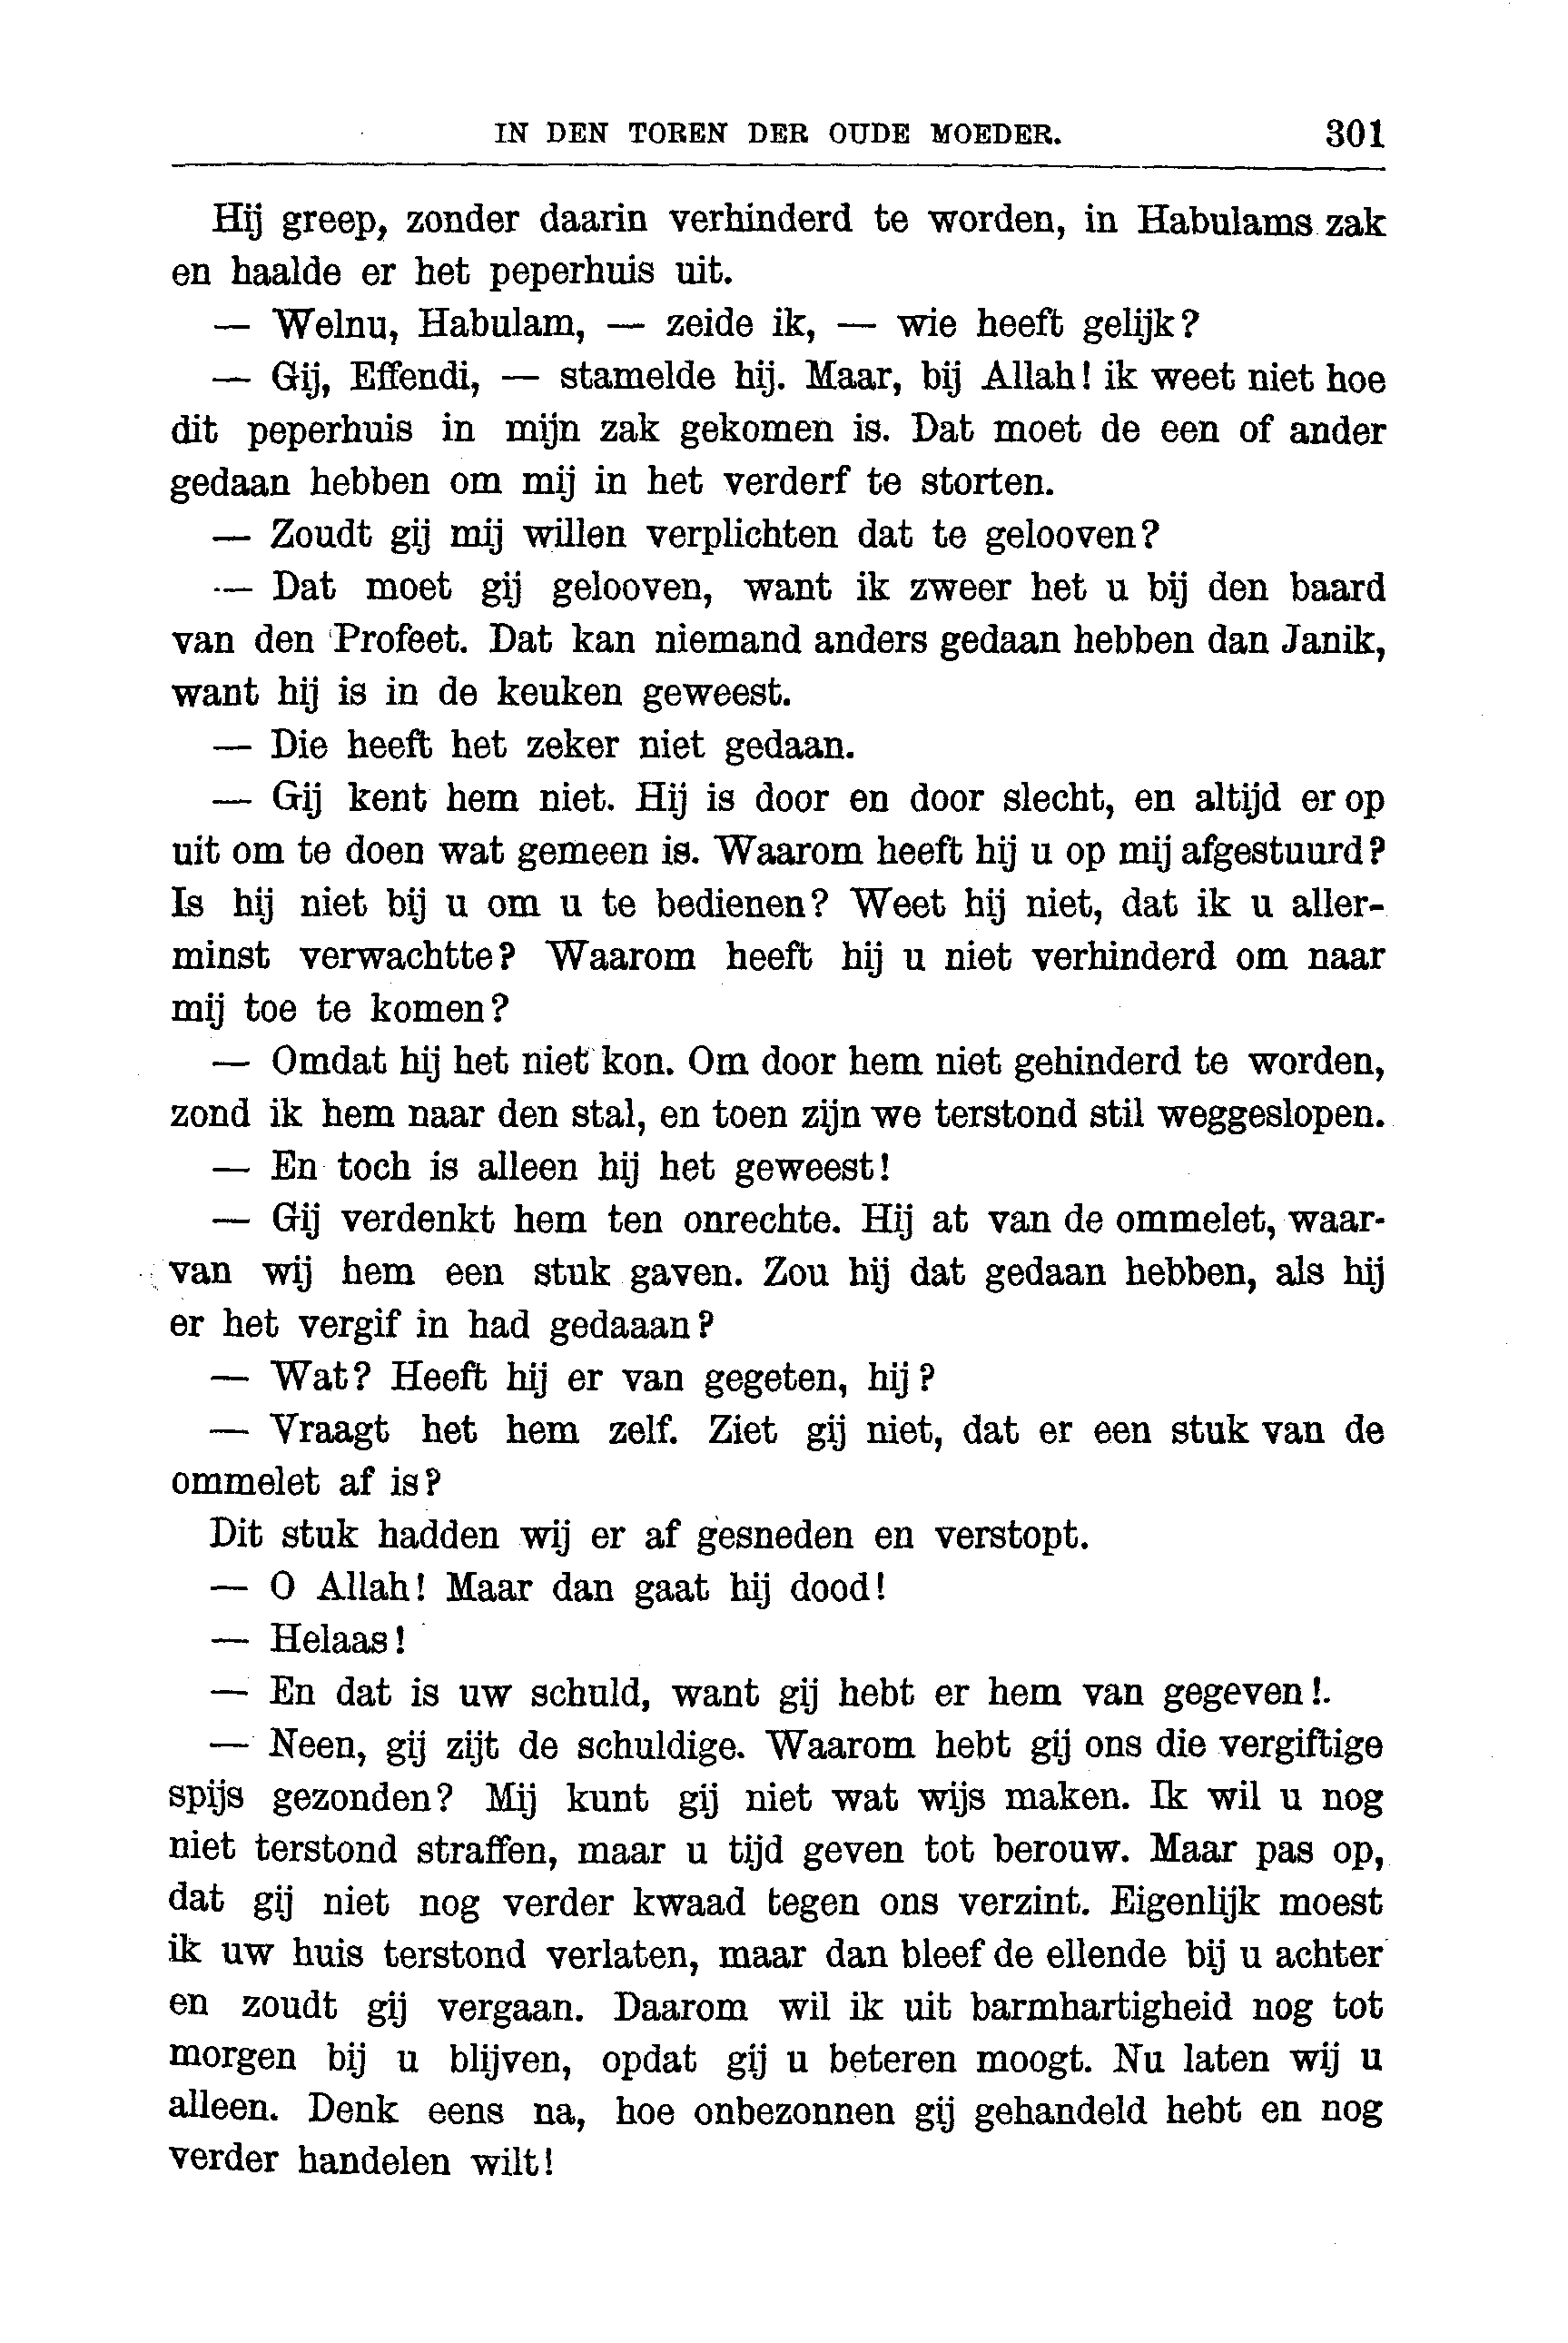 IN DEN TOREN DER OUDE MOEDER. 301
Hij greep, zonder daarin verhinderd te worden, in Habulams zak
en haalde er het peperhuis uit.
— Welnu, Habulam, — zeide ik, — wie heeft gelijk?
— Gij, Effendi, — stamelde hij. Maar, bij Allah! ik weet niet hoe
dit peperhuis in mijn zak gekomen is. Dat moet de een of ander
gedaan hebben om mij in het verderf te storten.
— Zoudt gij mij willen verplichten dat te gelooven?
— Dat moet gij gelooven, want ik zweer het u bij den baard
van den Profeet. Dat kan niemand anders gedaan hebben dan Janik,
want hij is in de keuken geweest.
— Die heeft het zeker niet gedaan.
— Gij kent hem niet. Hij is door en door slecht, en altijd er op
uit om te doen wat gemeen is. Waarom heeft hij u op mij afgestuurd?
Is hij niet bij u om u te bedienen? Weet hij niet, dat ik u aller-
minst verwachtte? Waarom heeft hij u niet verhinderd om naar
mij toe te komen?
— Omdat hij het niet kon. Om door hem niet gehinderd te worden,
zond ik hem naar den stal, en toen zijn we terstond stil weggeslopen.
— En toch is alleen hij het geweest!
— Gij verdenkt hem ten onrechte. Hij at van de ommelet, waar-
van wij hem een stuk gaven. Zou hij dat gedaan hebben, als hij
er het vergif in had gedaaan?
— Wat? Heeft hij er van gegeten, hij?
— Vraagt het hem zelf. Ziet gij niet, dat er een stuk van de
ommelet af is?
Dit stuk hadden wij er af gesneden en verstopt.
— O Allah! Maar dan gaat hij dood!
— Helaas!
— En dat is uw schuld, want gij hebt er hem van gegeven!.
— Neen, gij zijt de schuldige. Waarom hebt gij ons die vergiftige
spijs gezonden? Mij kunt gij niet wat wijs maken. Ik wil u nog
niet terstond straffen, maar u tijd geven tot berouw. Maar pas op,
dat gij niet nog verder kwaad tegen ons verzint. Eigenlijk moest
ik uw huis terstond verlaten, maar dan bleef de ellende bij u achter
en zoudt gij vergaan. Daarom wil ik uit barmhartigheid nog tot
morgen bij u blijven, opdat gij u beteren moogt. Nu laten wij u
alleen. Denk eens na, hoe onbezonnen gij gehandeld hebt en nog
verder handelen wilt!